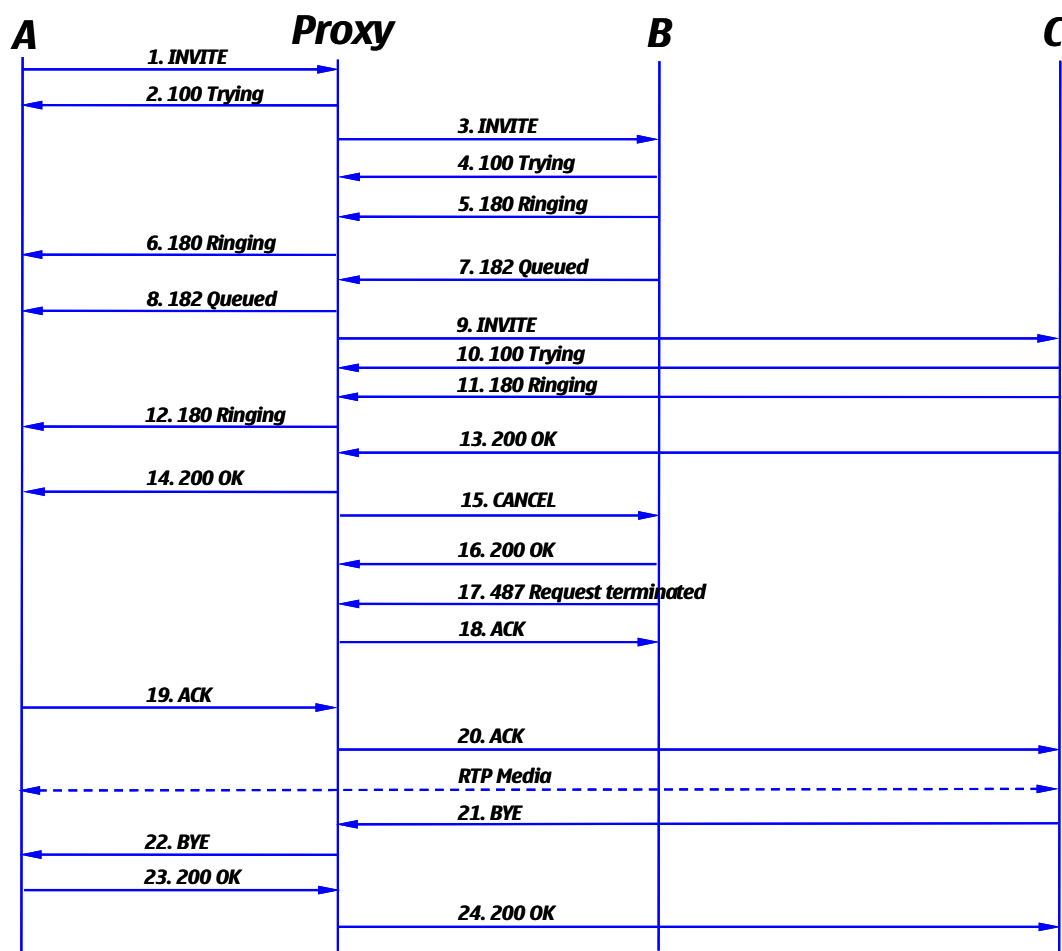 A Proxy B C
1. INVITE
2. 100 Trying
3. INVITE
4. 100 Trying
5. 180 Ringing
6. 180 Ringing
7. 182 Queued
8. 182 Queued
9. INVITE
10. 100 Trying
11. 180 Ringing
12. 180 Ringing
13. 200 OK
14. 200 OK
15. CANCEL
16. 200 OK
17. 487 Request terminated
18. ACK
19. ACK
20. ACK
RTP Media
21. BYE
22. BYE
23. 200 OK
24. 200 OK